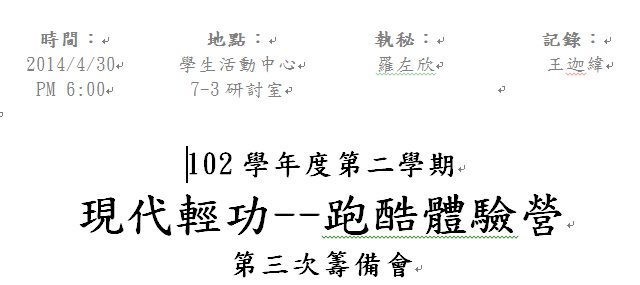 時間： 地點： 執秘： 記錄：
2014/4/30 學生活動中心 羅左欣 王迦緯
PM 6:00 7-3 研討室
102 學年度第二學期
現代輕功--跑酷體驗營
第三次籌備會